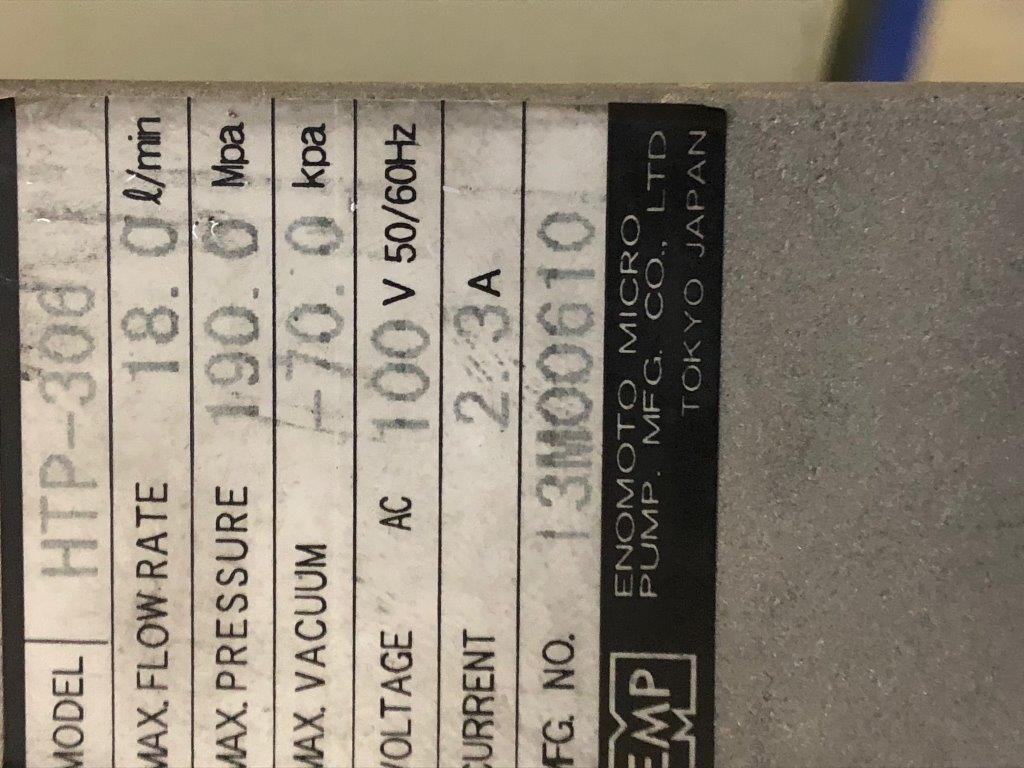 MODEL HTP-300
MAX. FLOW.RATE 18.0 l/min
MAX. PRESSURE 190.0 Mpa
MAX. VACUUM -70.0 kpa
VOLTAGE AC 100 V 50/60Hz
CURRENT 2.3 A
MFG. NO. 13M00610
EMP ENOMOTO MICRO
PUMP. MFG. CO., LTD
TOKYO JAPAN